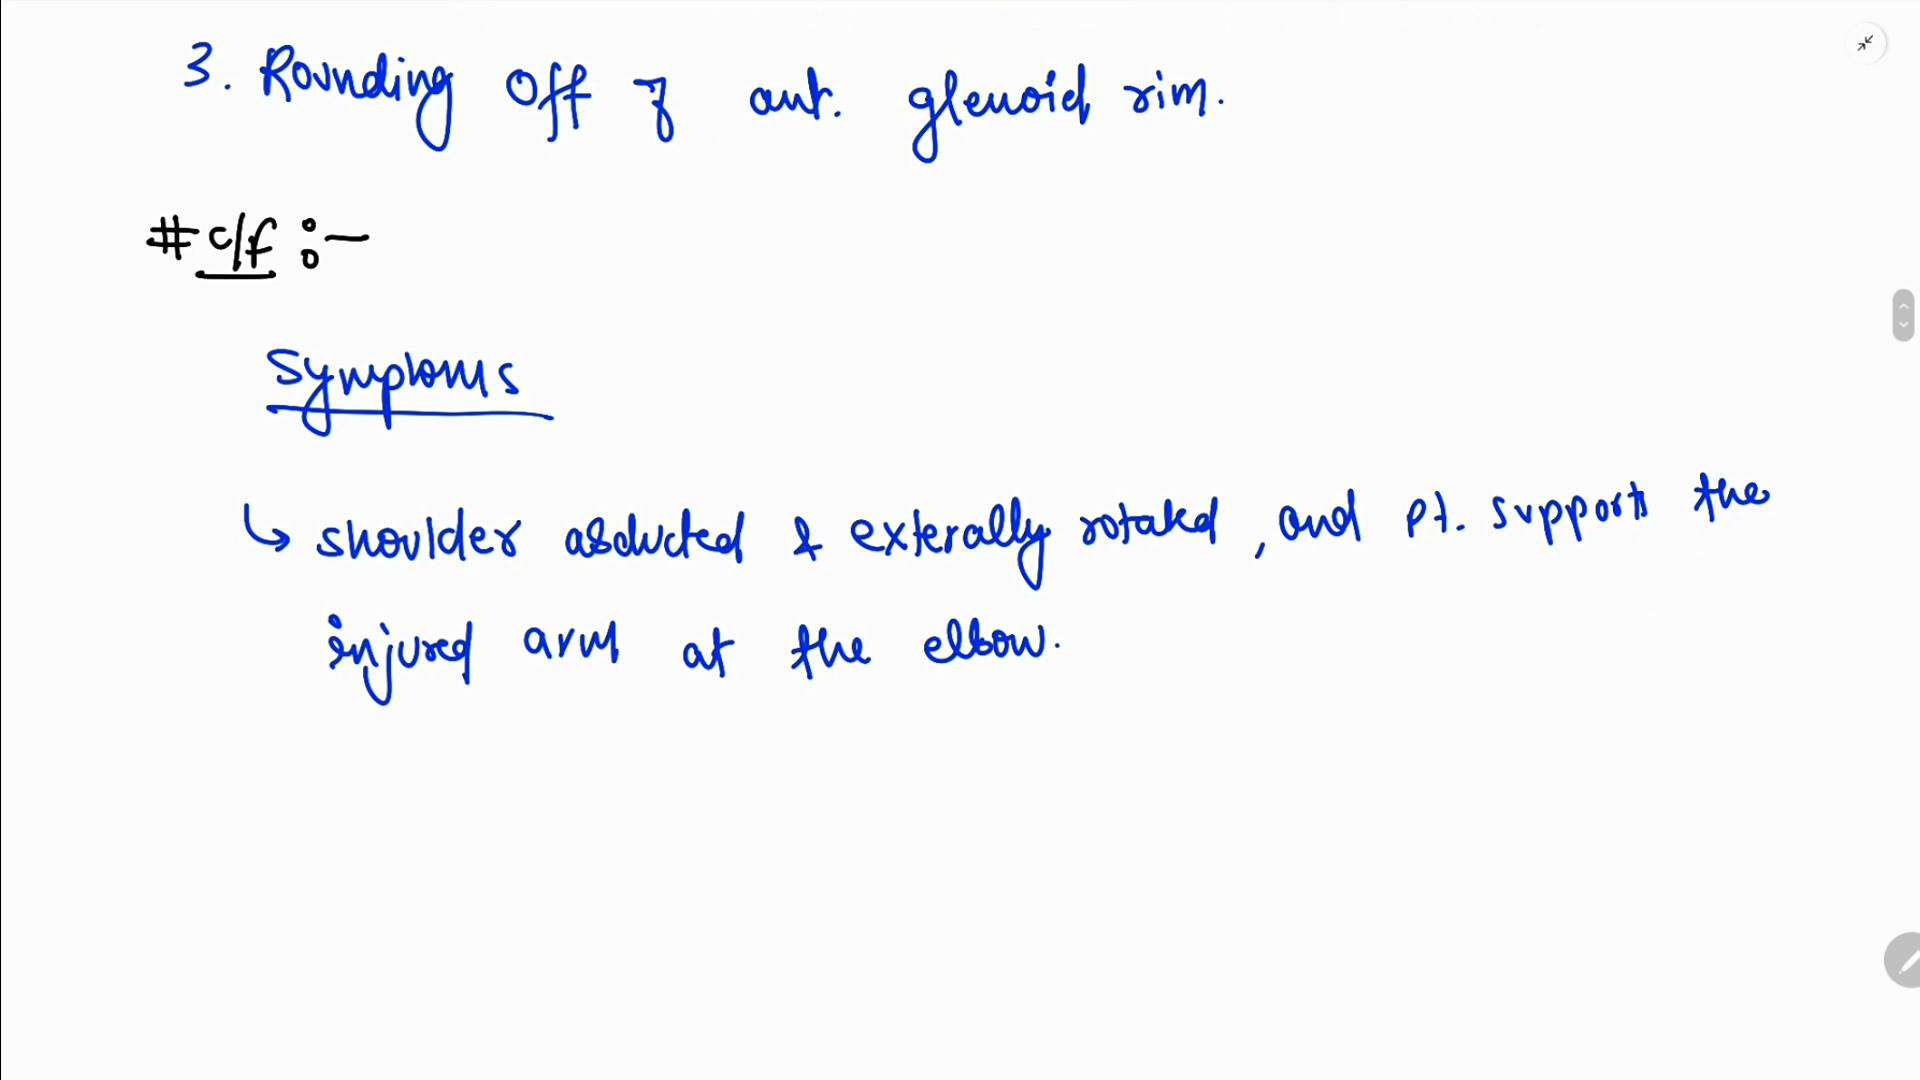 3. Rounding off of ant. glenoid rim.
# c/f :-
Symptoms
↳ shoulder abducted & exterally rotated, and pt. supports the
injured arm at the elbow.